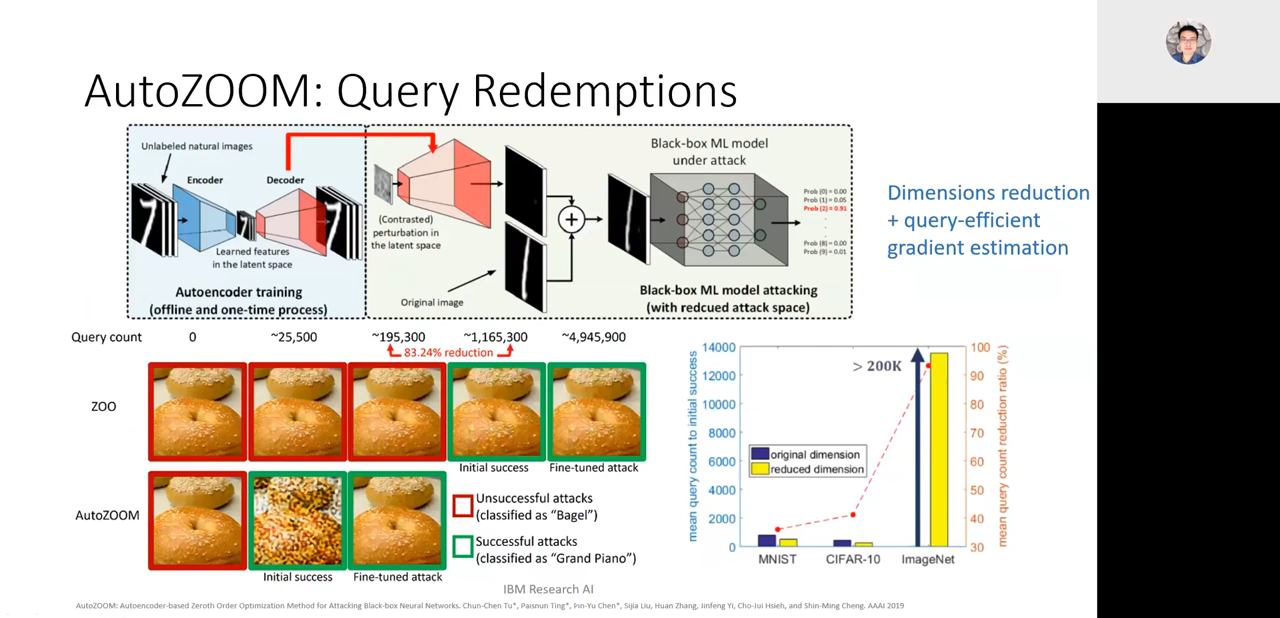 AutoZOOM: Query Redemptions
Unlabeled natural images
Encoder
Decoder
Learned features
in the latent space
Autoencoder training
(offline and one-time process)
(Contrasted)
perturbation in
the latent space
Original image
Black-box ML model
under attack
Prob (0) = 0.00
Prob (1) = 0.05
Prob (2) = 0.91
Prob (8) = 0.00
Prob (9) = 0.01
Black-box ML model attacking
(with redcued attack space)
Dimensions reduction
+ query-efficient
gradient estimation
Query count 0 ~25,500 ~195,300 ~1,165,300 ~4,945,900
83.24% reduction
ZOO
Initial success Fine-tuned attack
AutoZOOM
Initial success Fine-tuned attack
Unsuccessful attacks
(classified as “Bagel”)
Successful attacks
(classified as “Grand Piano”)
mean query count to initial success
14000
12000
10000
8000
6000
4000
2000
0
> 200K
original dimension
reduced dimension
MNIST CIFAR-10 ImageNet
100
90
80
70
60
50
40
30
mean query count reduction ratio (%)
IBM Research AI
AutoZOOM: Autoencoder-based Zeroth Order Optimization Method for Attacking Black-box Neural Networks. Chun-Chen Tu*, Paishun Ting*, Pin-Yu Chen*, Sijia Liu, Huan Zhang, Jinfeng Yi, Cho-Jui Hsieh, and Shin-Ming Cheng. AAAI 2019